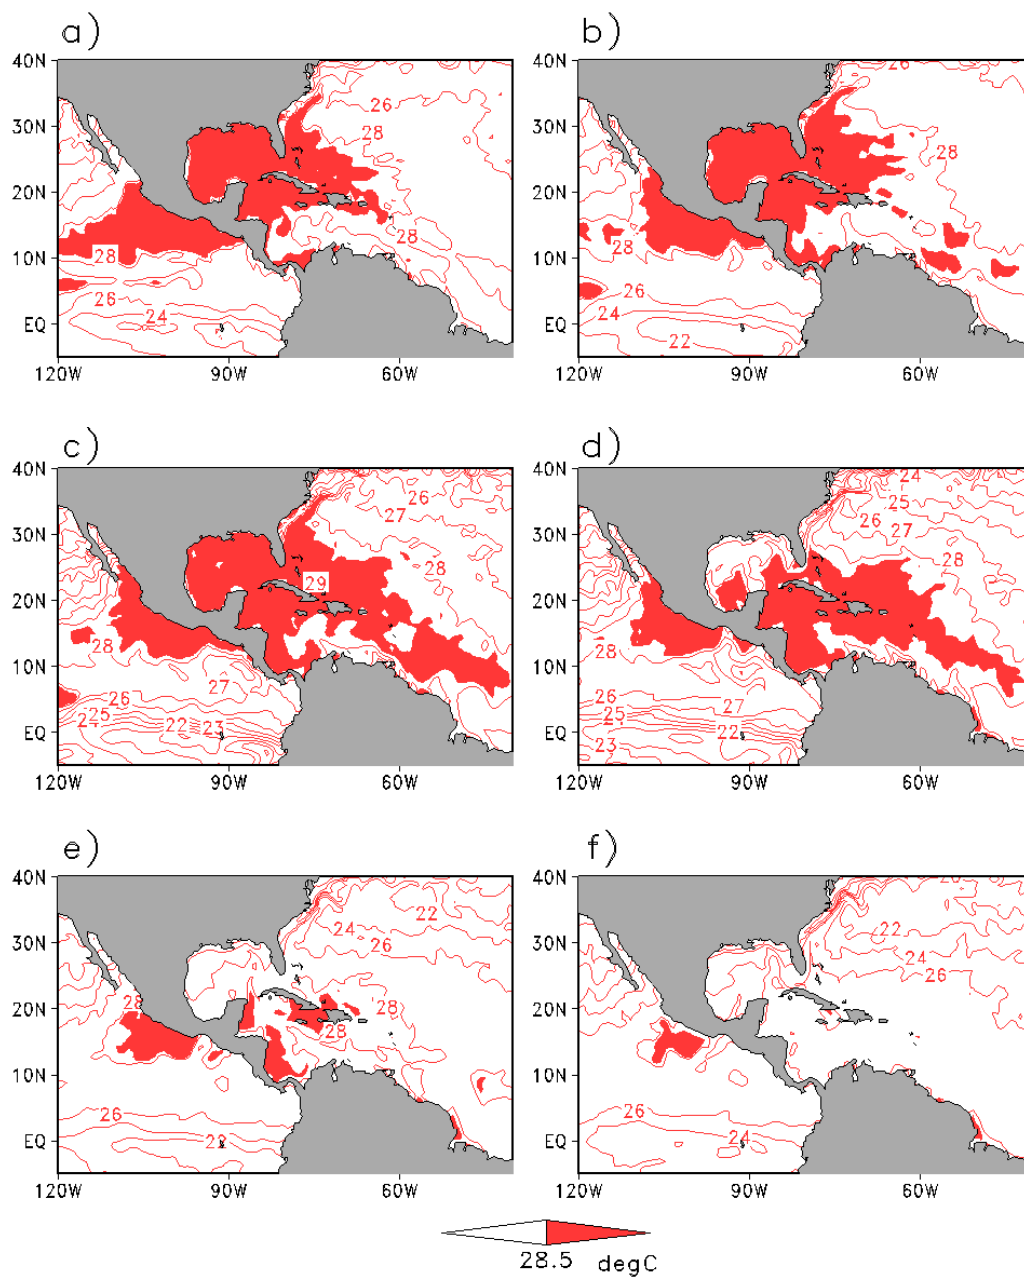 a) b)
40N 26 40N 26
30N 28 30N 28
20N 20N
28 28
10N 28 10N
26 26
24 24
EQ EQ 22
120W 90W 60W 120W 90W 60W
c) d)
40N 26 40N 24
27 25
30N 30N 26 27
28 28
29
20N 20N
28 28
10N 27 10N
26 26 27
25 25
22 23 22
EQ EQ 23
120W 90W 60W 120W 90W 60W
e) f)
40N 22 40N
24 22
30N 26 30N 24
26
28 28
20N 28 20N
10N 10N
26 26
EQ EQ 24
120W 90W 60W 120W 90W 60W
28.5 degC